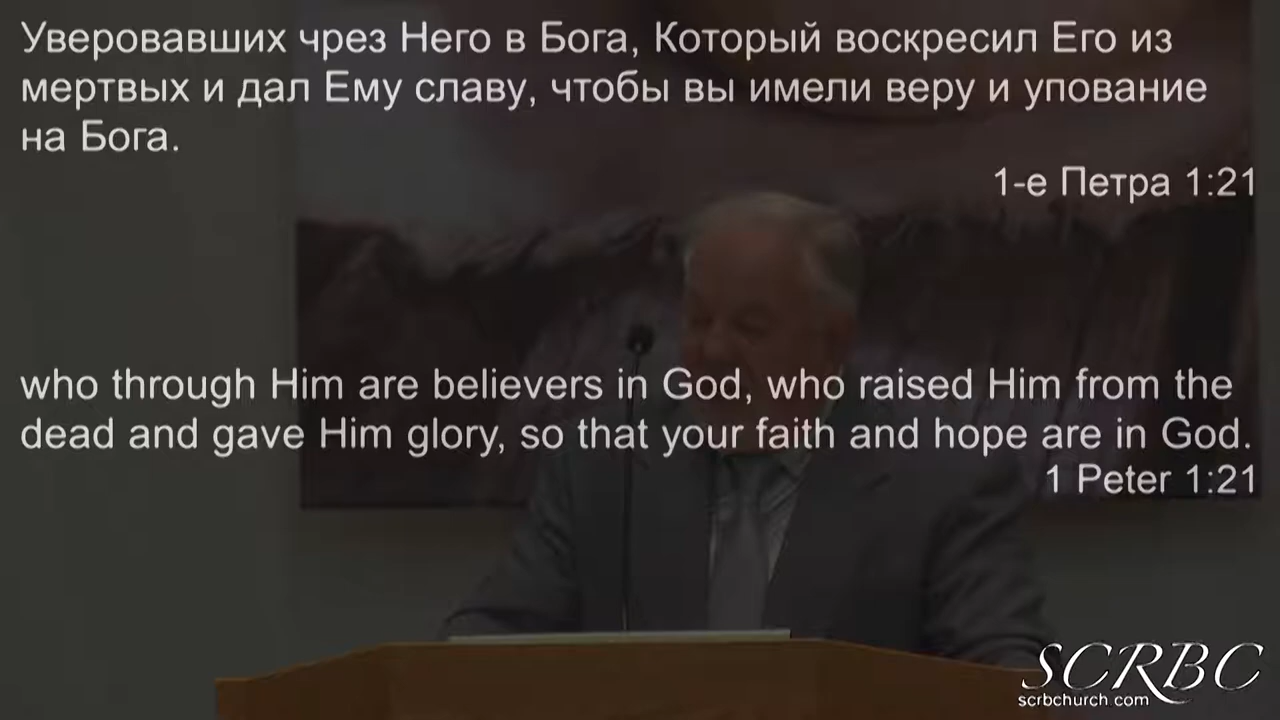 Уверовавших чрез Него в Бога, Который воскресил Его из
мертвых и дал Ему славу, чтобы вы имели веру и упование
на Бога.
1-е Петра 1:21
who through Him are believers in God, who raised Him from the
dead and gave Him glory, so that your faith and hope are in God.
1 Peter 1:21
SCRBC
scrbchurch.com